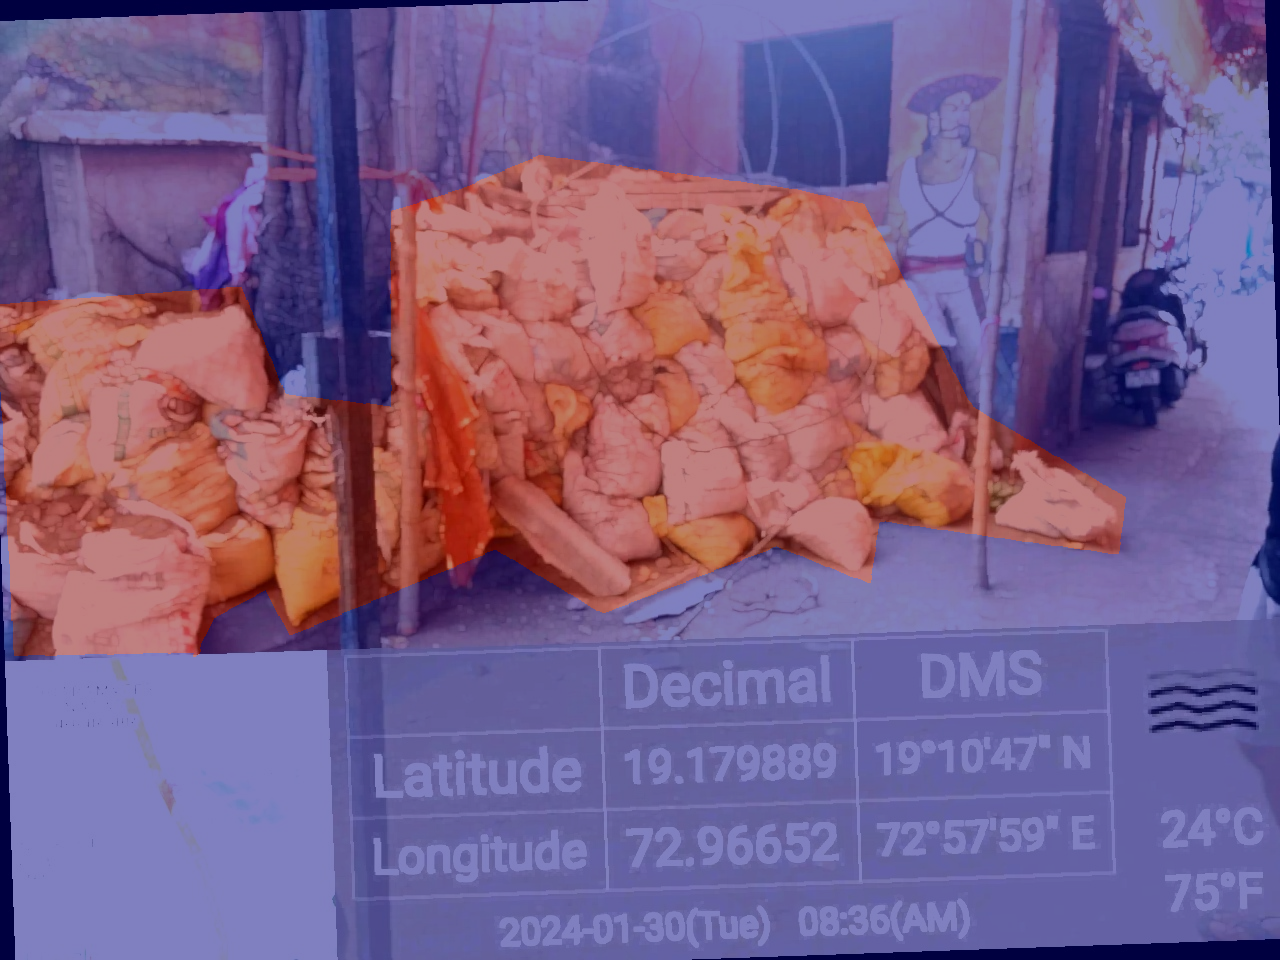 Decimal DMS
Latitude 19.179889 19°10'47" N
Longitude 72.96652 72°57'59" E
24°C
75°F
2024-01-30(Tue) 08:36(AM)